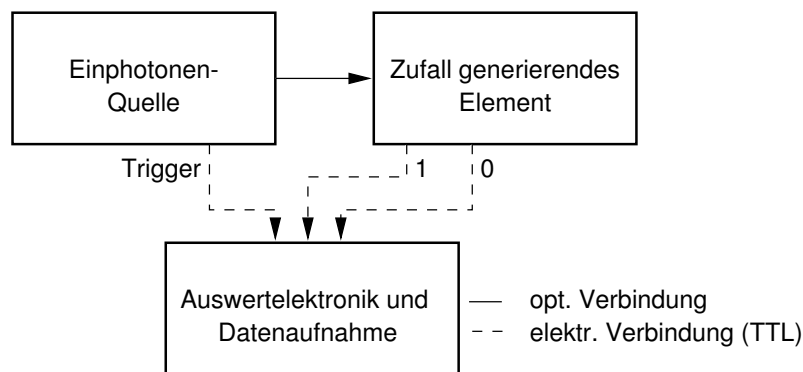 Einphotonen-
Quelle
Zufall generierendes
Element
Trigger
1
0
Auswertelektronik und
Datenaufnahme
opt. Verbindung
elektr. Verbindung (TTL)